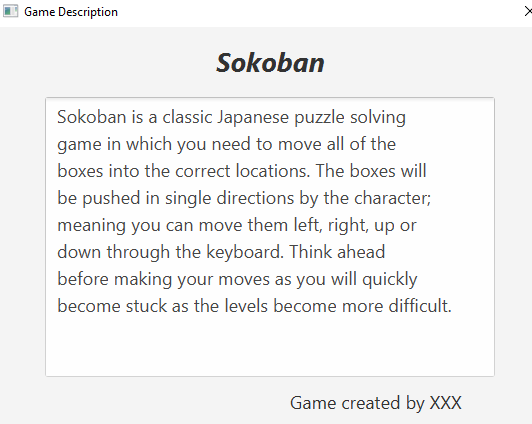 Game Description
Sokoban
Sokoban is a classic Japanese puzzle solving
game in which you need to move all of the
boxes into the correct locations. The boxes will
be pushed in single directions by the character;
meaning you can move them left, right, up or
down through the keyboard. Think ahead
before making your moves as you will quickly
become stuck as the levels become more difficult.
Game created by XXX